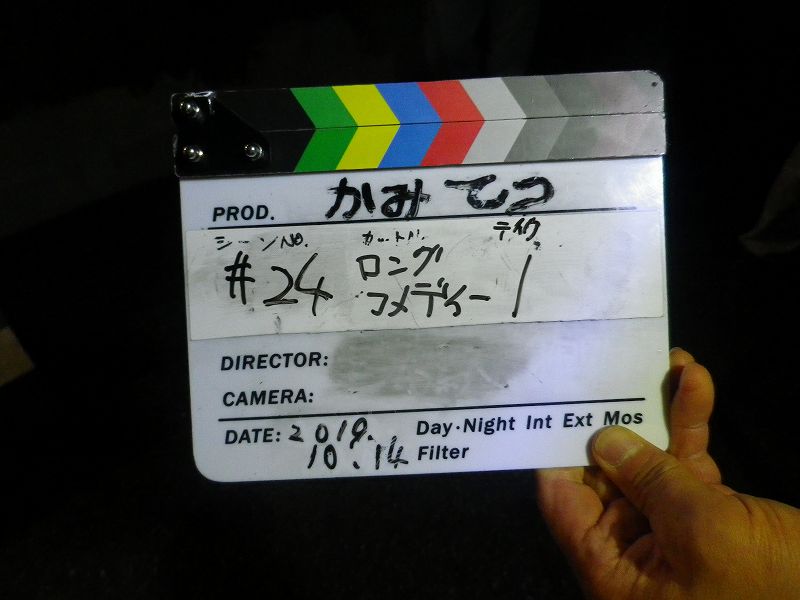 PROD. かみてつ
シーンNo. カットNo. テイク
#24 ロング 1
コメディー
DIRECTOR:
CAMERA:
DATE: 2019. Day·Night Int Ext Mos
10.14 Filter